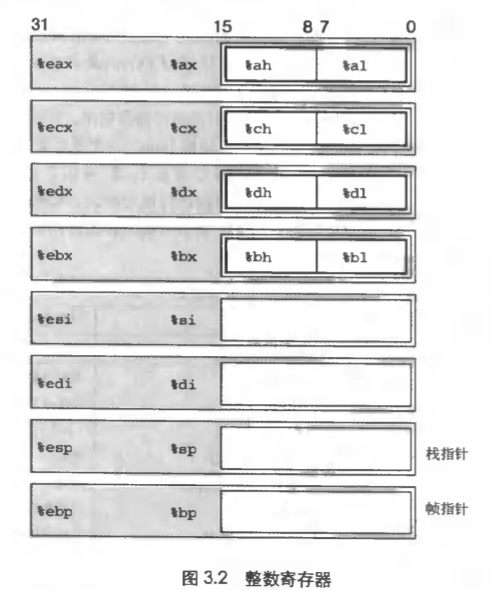 31 15 8 7 0
%eax %ax %ah %al
%ecx %cx %ch %cl
%edx %dx %dh %dl
%ebx %bx %bh %bl
%esi %si
%edi %di
%esp %sp 栈指针
%ebp %bp 帧指针
图 3.2 整数寄存器